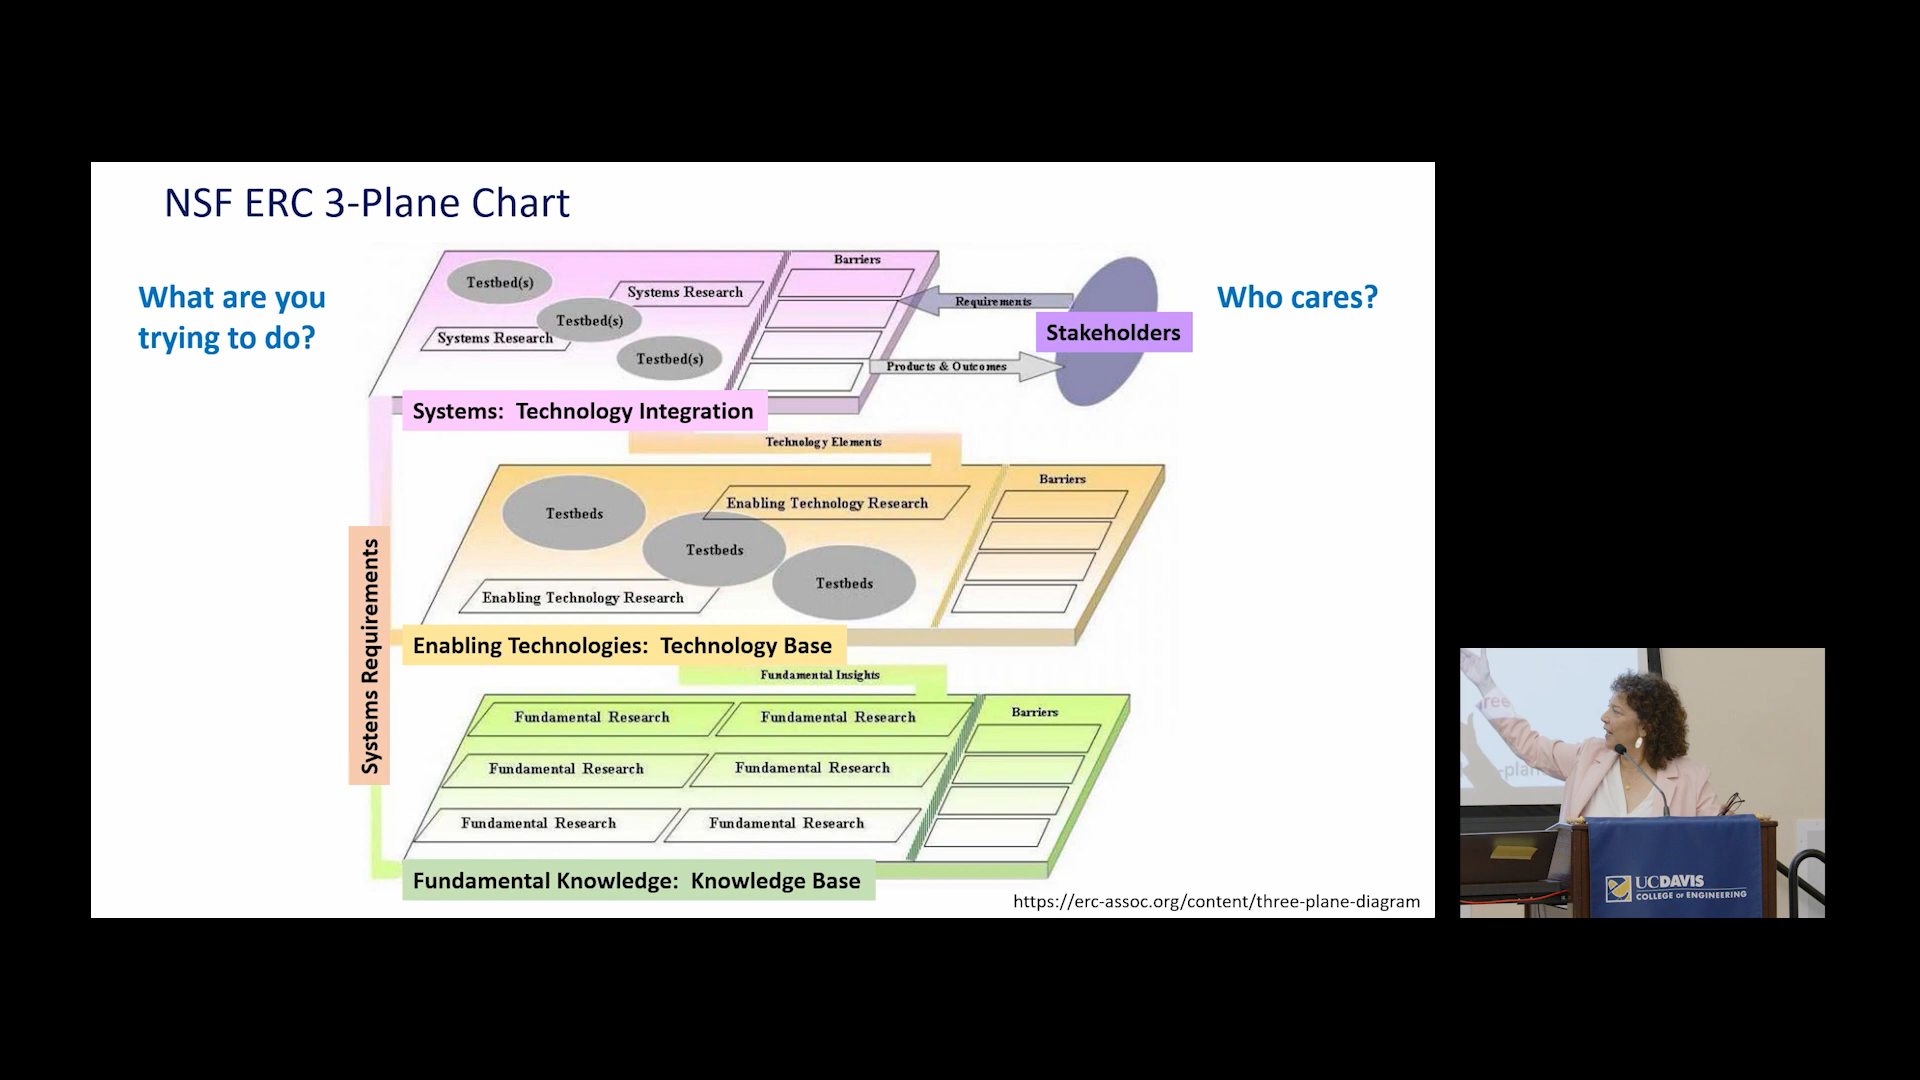 NSF ERC 3-Plane Chart
What are you
trying to do?
Who cares?
Testbed(s)
Systems Research
Testbed(s)
Systems Research
Testbed(s)
Barriers
Requirements
Stakeholders
Products & Outcomes
Systems: Technology Integration
Technology Elements
Testbeds
Enabling Technology Research
Testbeds
Testbeds
Enabling Technology Research
Barriers
Systems Requirements
Enabling Technologies: Technology Base
Fundamental Insights
Fundamental Research
Fundamental Research
Barriers
Fundamental Research
Fundamental Research
Fundamental Research
Fundamental Research
Fundamental Knowledge: Knowledge Base
https://erc-assoc.org/content/three-plane-diagram
UCDAVIS
COLLEGE OF ENGINEERING